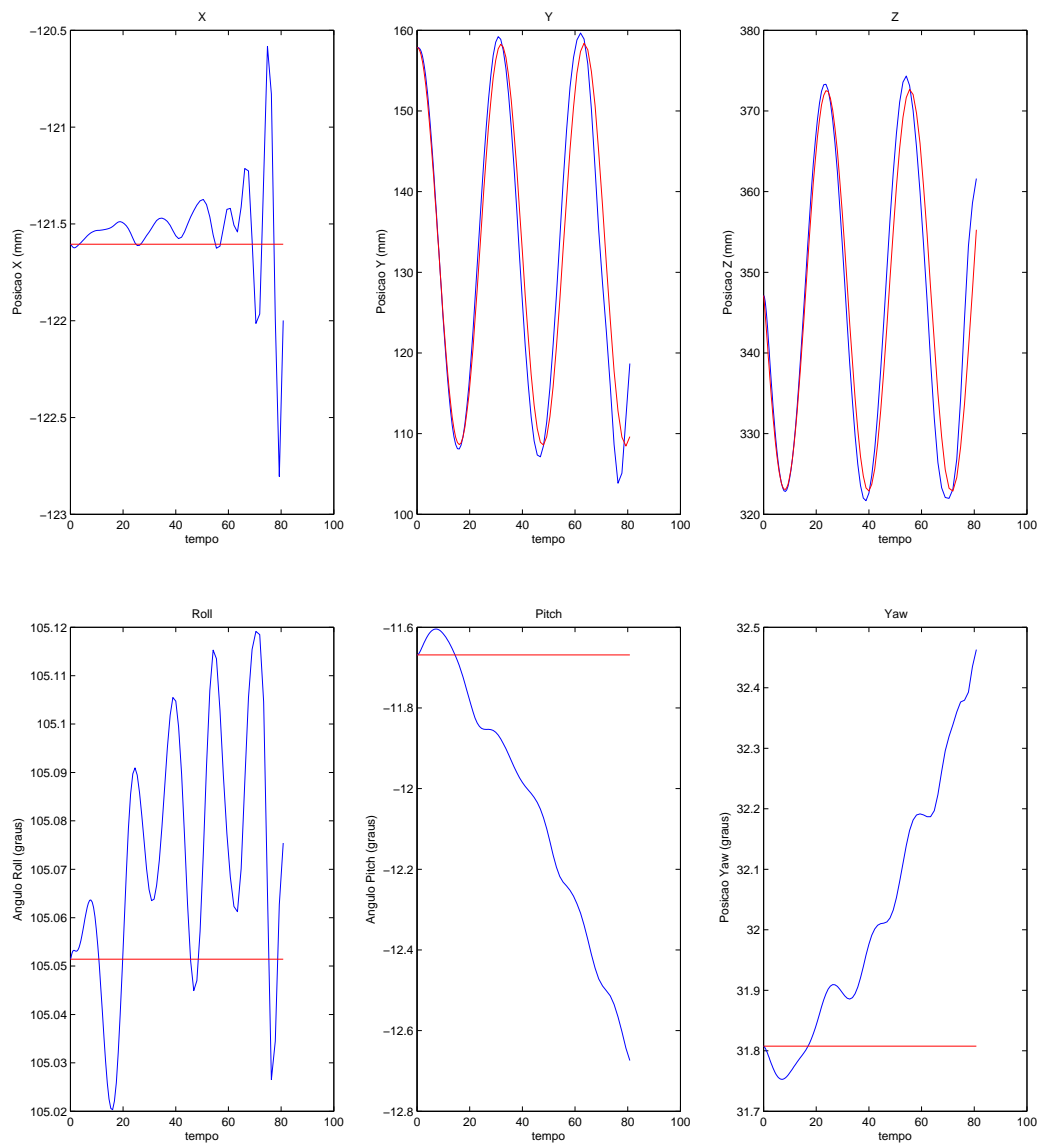 X
−120.5
−121
−121.5
−122
−122.5
−123
0 20 40 60 80 100
tempo
Posicao X (mm)
Y
160
150
140
130
120
110
100
0 20 40 60 80 100
tempo
Posicao Y (mm)
Z
380
370
360
350
340
330
320
0 20 40 60 80 100
tempo
Posicao Z (mm)
Roll
105.12
105.11
105.1
105.09
105.08
105.07
105.06
105.05
105.04
105.03
105.02
0 20 40 60 80 100
tempo
Angulo Roll (graus)
Pitch
−11.6
−11.8
−12
−12.2
−12.4
−12.6
−12.8
0 20 40 60 80 100
tempo
Angulo Pitch (graus)
Yaw
32.5
32.4
32.3
32.2
32.1
32
31.9
31.8
31.7
0 20 40 60 80 100
tempo
Posicao Yaw (graus)